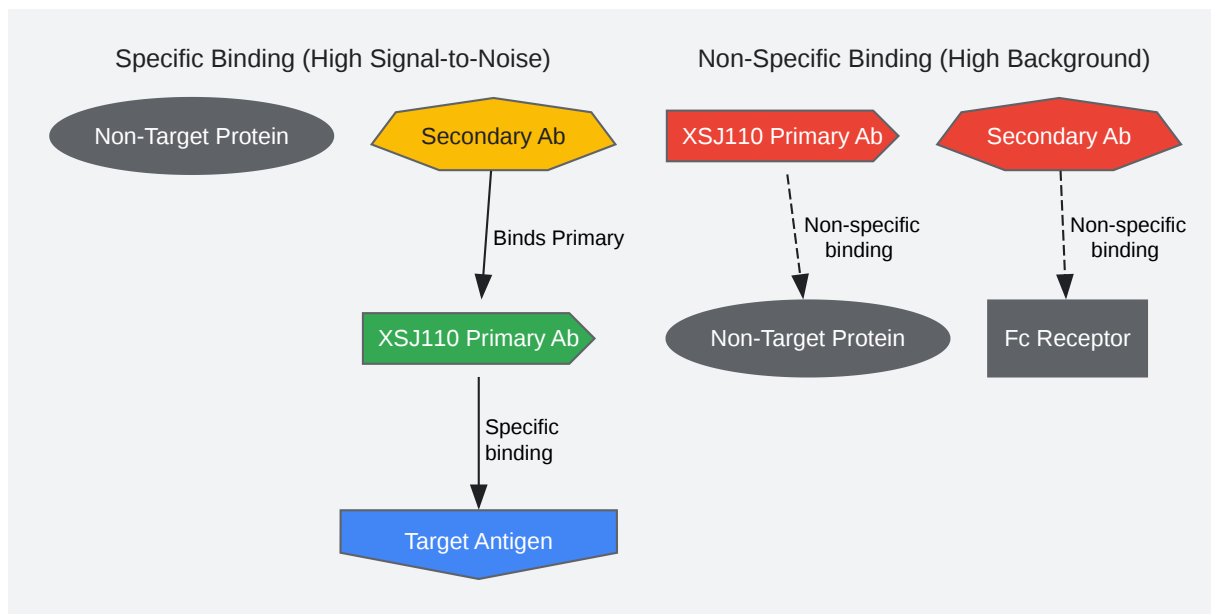 Specific Binding (High Signal-to-Noise)
Non-Target Protein
Secondary Ab
Binds Primary
XSJ110 Primary Ab
Specific
binding
Target Antigen
Non-Specific Binding (High Background)
XSJ110 Primary Ab
Secondary Ab
Non-specific
binding
Non-specific
binding
Non-Target Protein
Fc Receptor